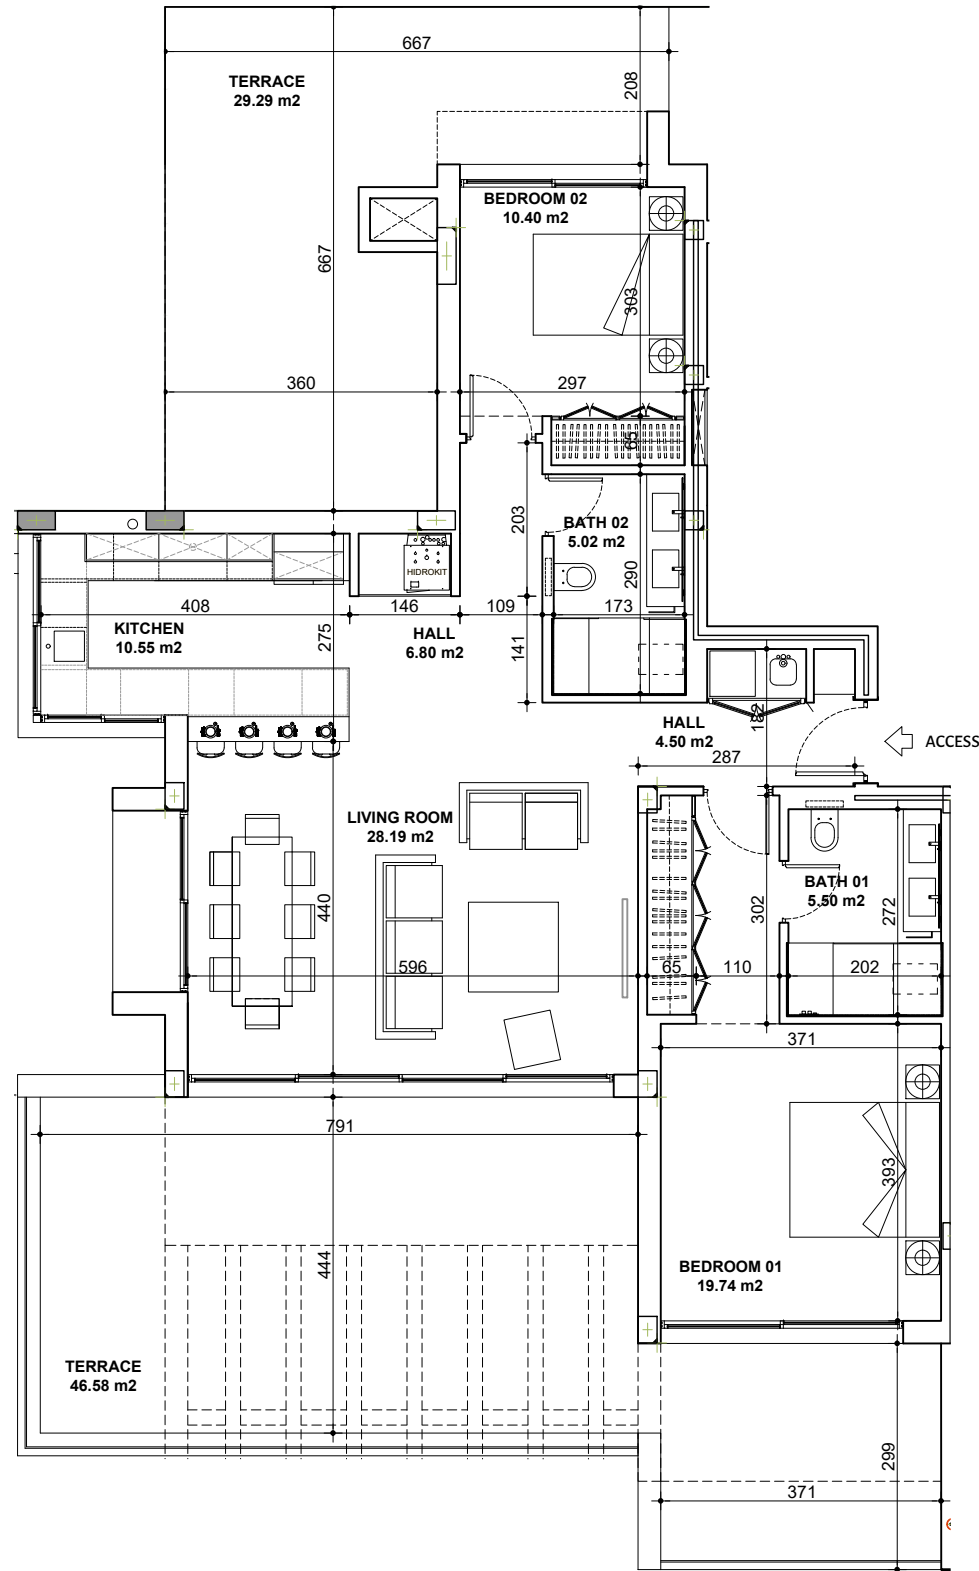 667
TERRACE
29.29 m2
208
BEDROOM 02
10.40 m2
667
303
360
297
65
203
BATH 02
5.02 m2
290
HIDROKIT
408
146
109
173
KITCHEN
10.55 m2
275
HALL
6.80 m2
141
HALL
4.50 m2
182
287
ACCESS
LIVING ROOM
28.19 m2
BATH 01
5.50 m2
440
302
272
596
65
110
202
371
791
393
444
BEDROOM 01
19.74 m2
TERRACE
46.58 m2
299
371